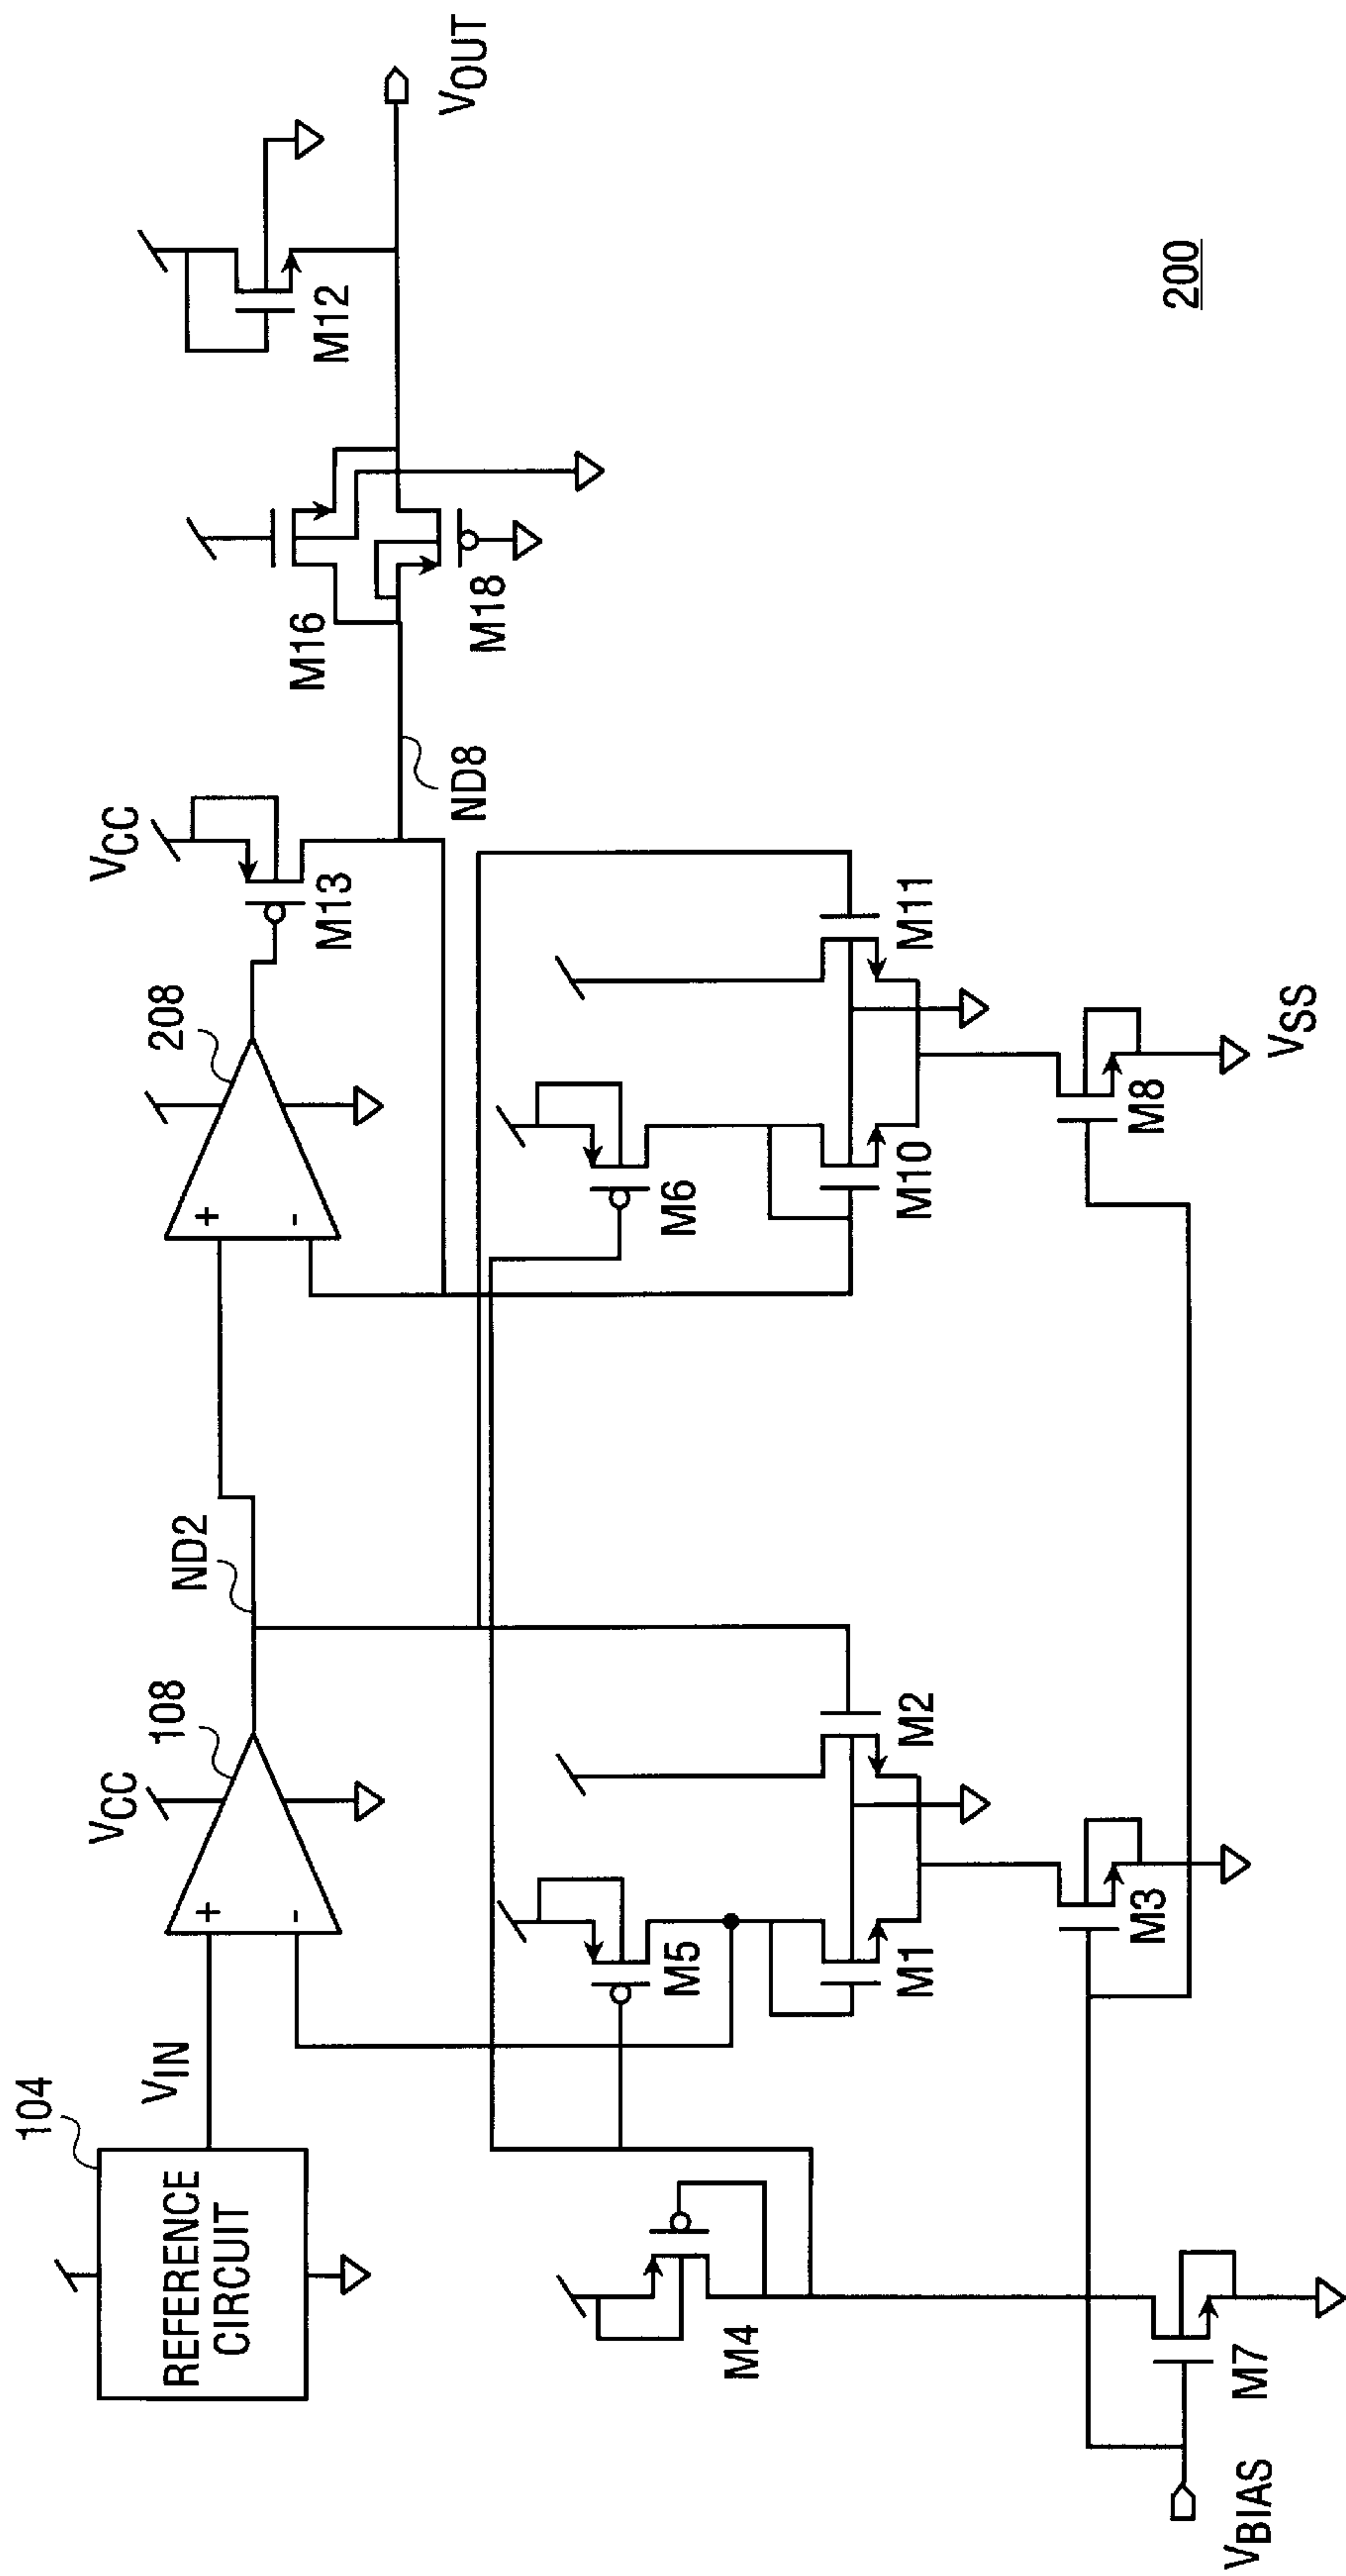 104
REFERENCE
CIRCUIT
VIN
VCC
108
ND2
208
VCC
M13
ND8
M16
M18
M12
VOUT
M4
M5
M1
M2
M6
M10
M11
VBIAS
M7
M3
M8
VSS
+
-
+
-
200